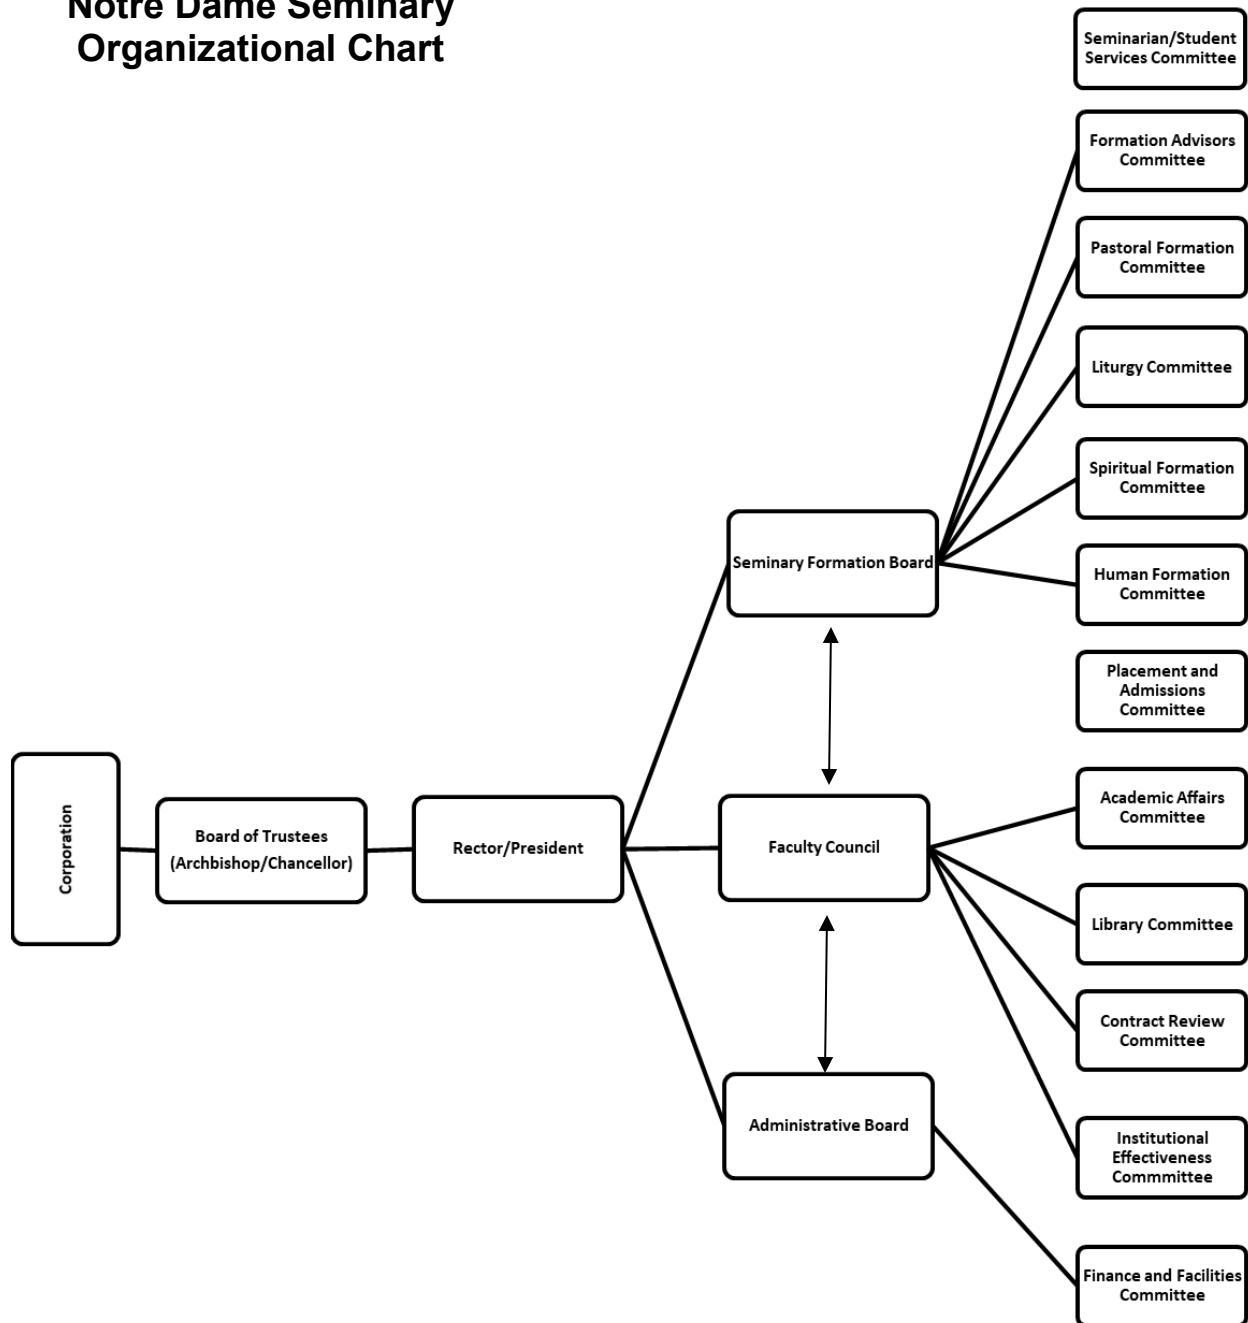 Notre Dame Seminary
Organizational Chart
Seminarian/Student
Services Committee
Formation Advisors
Committee
Pastoral Formation
Committee
Liturgy Committee
Spiritual Formation
Committee
Seminary Formation Board
Human Formation
Committee
Placement and
Admissions
Committee
Corporation
Board of Trustees
(Archbishop/Chancellor)
Rector/President
Faculty Council
Academic Affairs
Committee
Library Committee
Contract Review
Committee
Administrative Board
Institutional
Effectiveness
Commmittee
Finance and Facilities
Committee